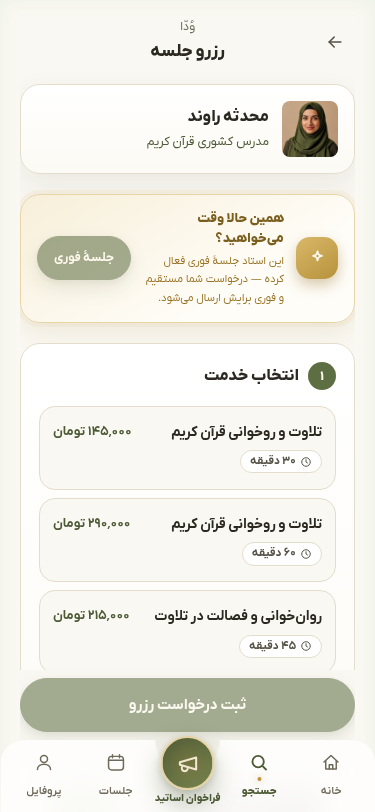 وُدّا
رزرو جلسه
محدثه راوند
مدرس کشوری قرآن کریم
همین حالا وقت
می‌خواهید؟
این استاد جلسهٔ فوری فعال
کرده — درخواست شما مستقیم
و فوری برایش ارسال می‌شود.
جلسهٔ فوری
۱ انتخاب خدمت
تلاوت و روخوانی قرآن کریم ۱۴۵٬۰۰۰ تومان
۳۰ دقیقه
تلاوت و روخوانی قرآن کریم ۲۹۰٬۰۰۰ تومان
۶۰ دقیقه
روان‌خوانی و فصالت در تلاوت ۲۱۵٬۰۰۰ تومان
۴۵ دقیقه
ثبت درخواست رزرو
خانه جستجو فراخوان اساتید جلسات پروفایل